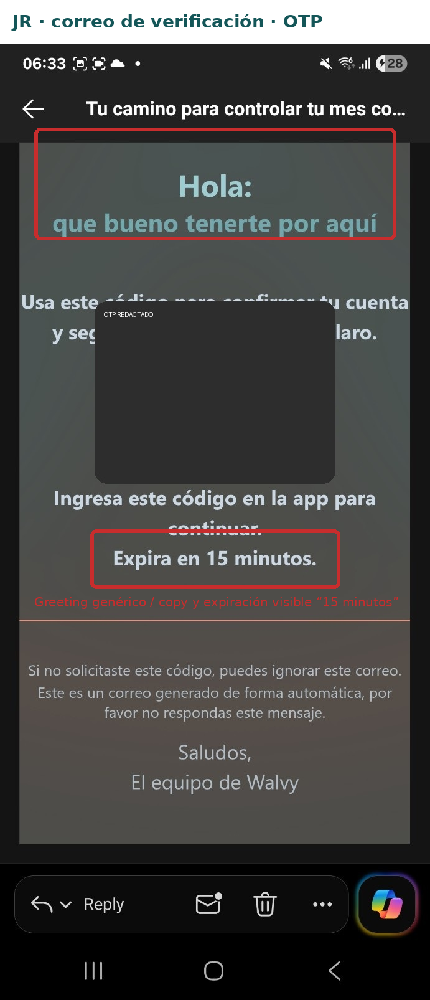 JR · correo de verificación · OTP
06:33
28
Tu camino para controlar tu mes co...
Hola:
que bueno tenerte por aquí
Usa este código para confirmar tu cuenta
y seg
laro.
OTP REDACTADO
Ingresa este código en la app para
continuar.
Expira en 15 minutos.
Greeting genérico / copy y expiración visible “15 minutos”
Si no solicitaste este código, puedes ignorar este correo.
Este es un correo generado de forma automática, por
favor no respondas este mensaje.
Saludos,
El equipo de Walvy
Reply